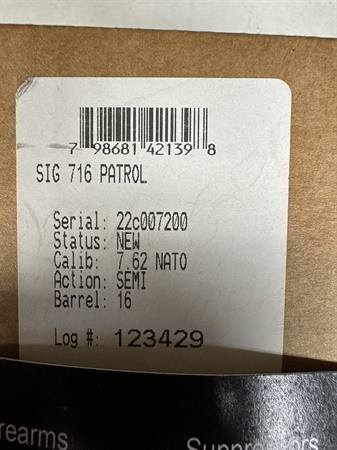 7 98681 42139 8
SIG 716 PATROL
Serial: 22c007200
Status: NEW
Calib: 7.62 NATO
Action: SEMI
Barrel: 16
Log #: 123429
rearms